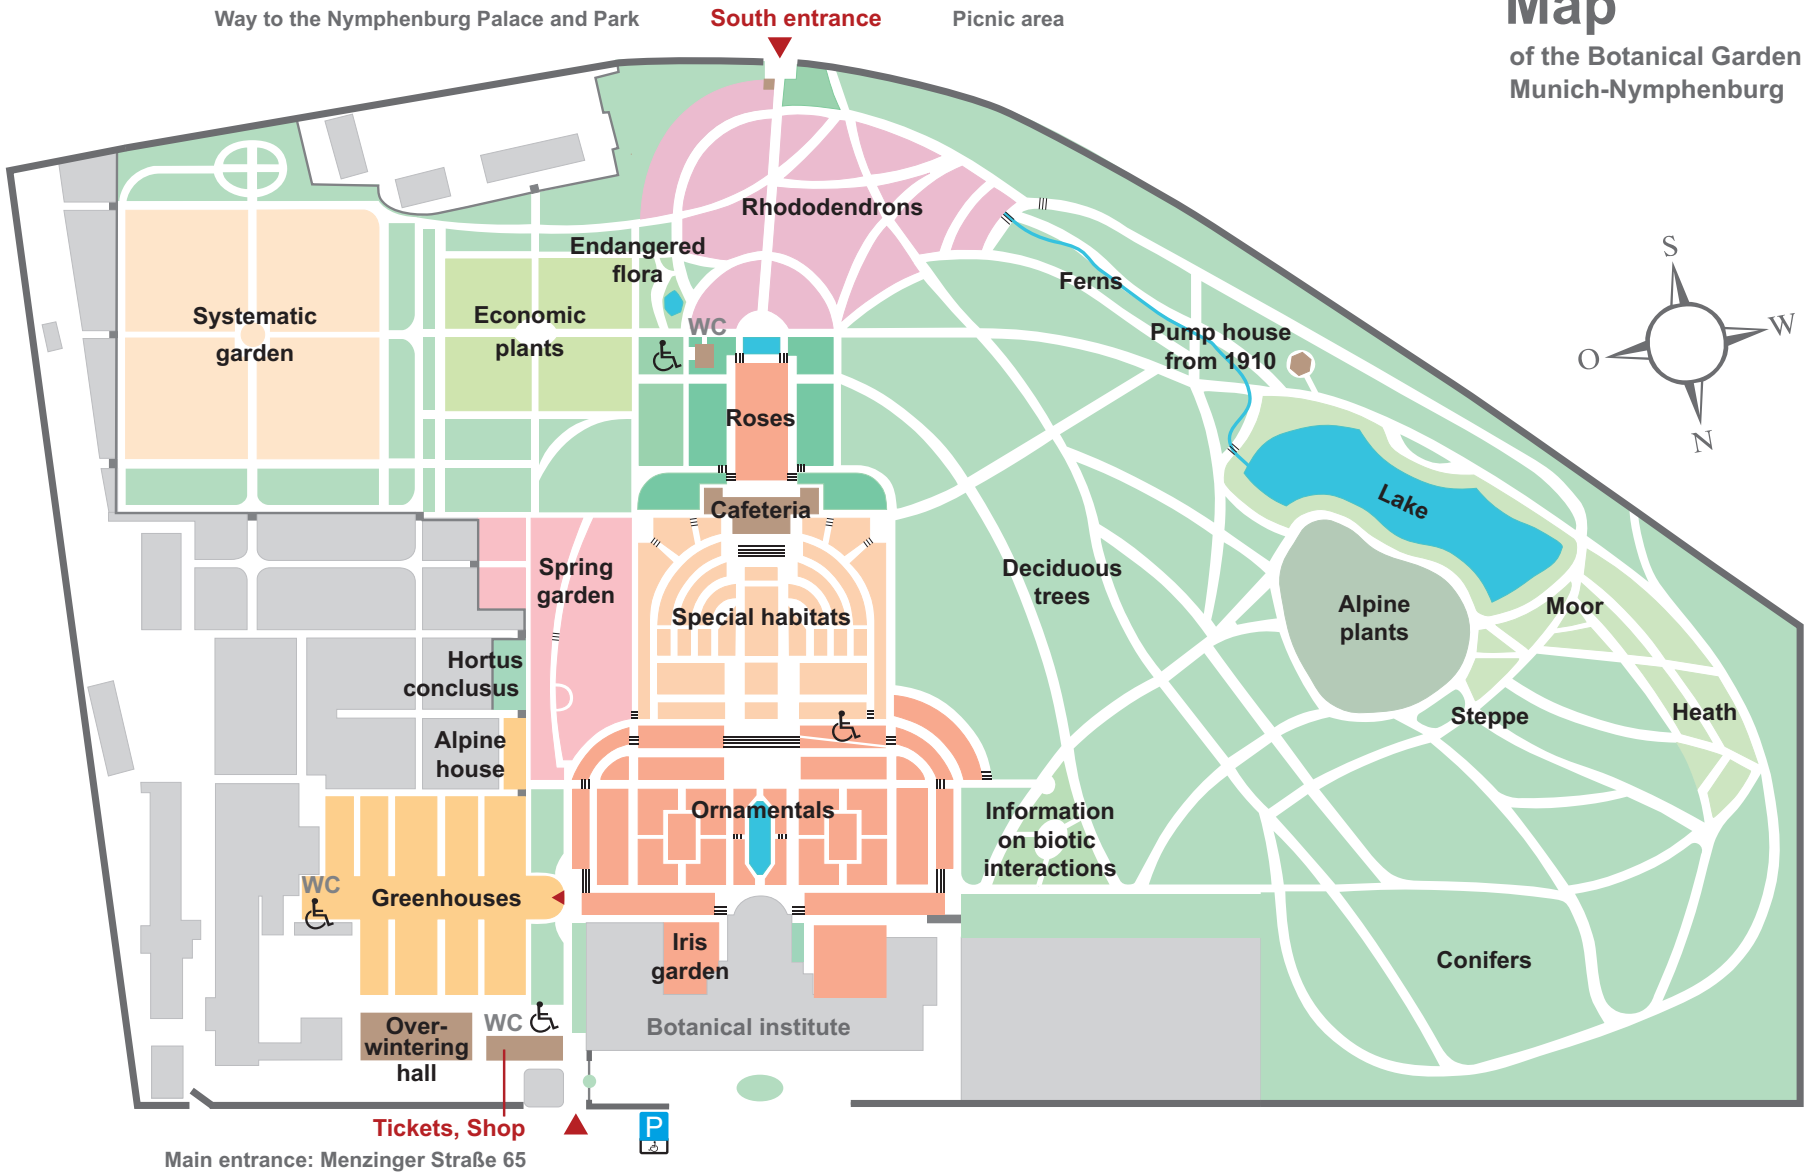 Way to the Nymphenburg Palace and Park
South entrance
Picnic area
Map
of the Botanical Garden
Munich-Nymphenburg
Rhododendrons
Endangered
flora
Ferns
S
W
O
N
Systematic
garden
Economic
plants
WC
Pump house
from 1910
Roses
Lake
Cafeteria
Spring
garden
Special habitats
Deciduous
trees
Alpine
plants
Moor
Hortus
conclusus
Steppe
Heath
Alpine
house
Ornamentals
Information
on biotic
interactions
WC
Greenhouses
Iris
garden
Conifers
Over-
wintering
hall
WC
Botanical institute
Tickets, Shop
P
Main entrance: Menzinger Straße 65